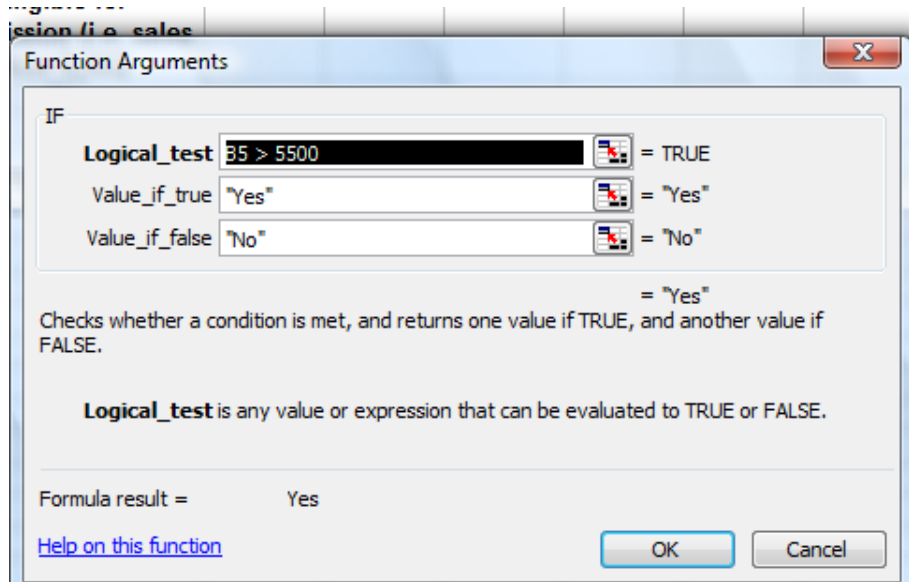 ission (i.e. sales
Function Arguments
IF
Logical_test B5 > 5500 = TRUE
Value_if_true "Yes" = "Yes"
Value_if_false "No" = "No"
= "Yes"
Checks whether a condition is met, and returns one value if TRUE, and another value if
FALSE.
Logical_test is any value or expression that can be evaluated to TRUE or FALSE.
Formula result = Yes
Help on this function
OK Cancel